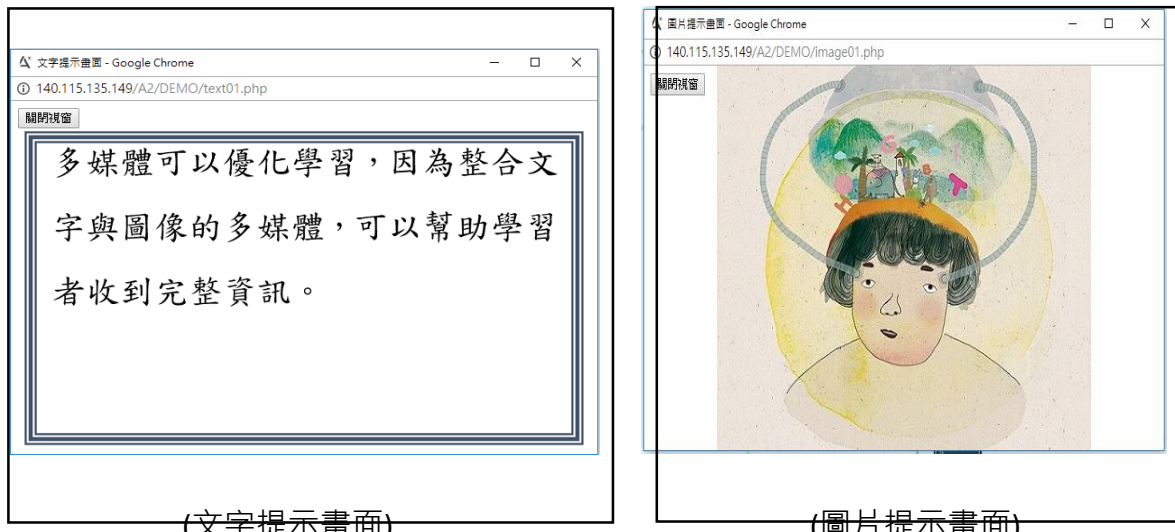 文字提示畫面 - Google Chrome
140.115.135.149/A2/DEMO/text01.php
關閉視窗
多媒體可以優化學習，因為整合文
字與圖像的多媒體，可以幫助學習
者收到完整資訊。
(文字提示畫面)
圖片提示畫面 - Google Chrome
140.115.135.149/A2/DEMO/image01.php
關閉視窗
(圖片提示畫面)